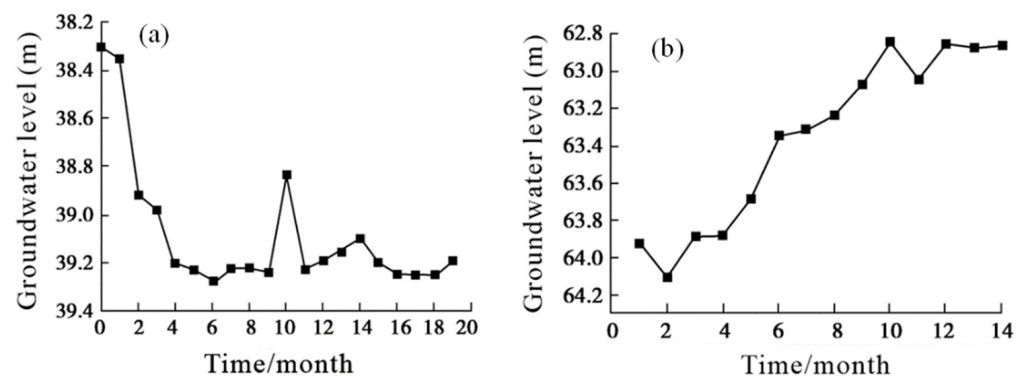 (a)
Groundwater level (m)
38.2
38.4
38.6
38.8
39.0
39.2
39.4
0 2 4 6 8 10 12 14 16 18 20
Time/month
(b)
Groundwater level (m)
62.8
63.0
63.2
63.4
63.6
63.8
64.0
64.2
0 2 4 6 8 10 12 14
Time/month